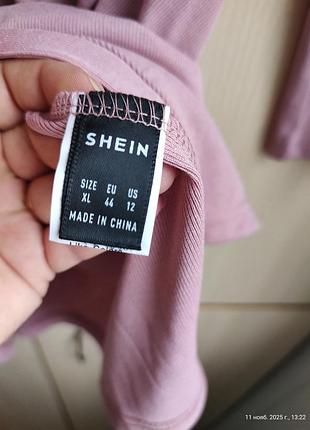 SHEIN
SIZE EU US
XL 44 12
MADE IN CHINA
11 нояб. 2025 г., 13:22